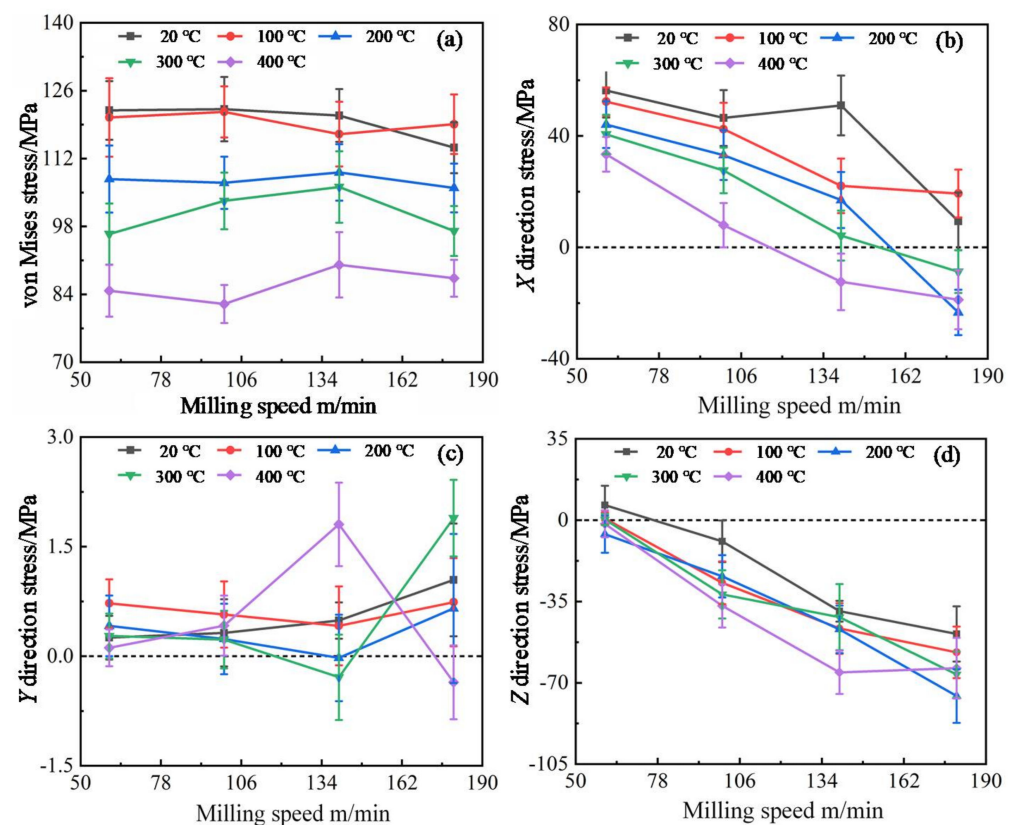 140
126
112
98
84
70
von Mises stress/MPa
20 ℃ 100 ℃ 200 ℃ (a)
300 ℃ 400 ℃
50 78 106 134 162 190
Milling speed m/min
80
40
0
-40
X direction stress/MPa
20 ℃ 100 ℃ 200 ℃ (b)
300 ℃ 400 ℃
50 78 106 134 162 190
Milling speed m/min
3.0
1.5
0.0
-1.5
Y direction stress/MPa
20 ℃ 100 ℃ 200 ℃ (c)
300 ℃ 400 ℃
50 78 106 134 162 190
Milling speed m/min
35
0
-35
-70
-105
Z direction stress/MPa
20 ℃ 100 ℃ 200 ℃ (d)
300 ℃ 400 ℃
50 78 106 134 162 190
Milling speed m/min